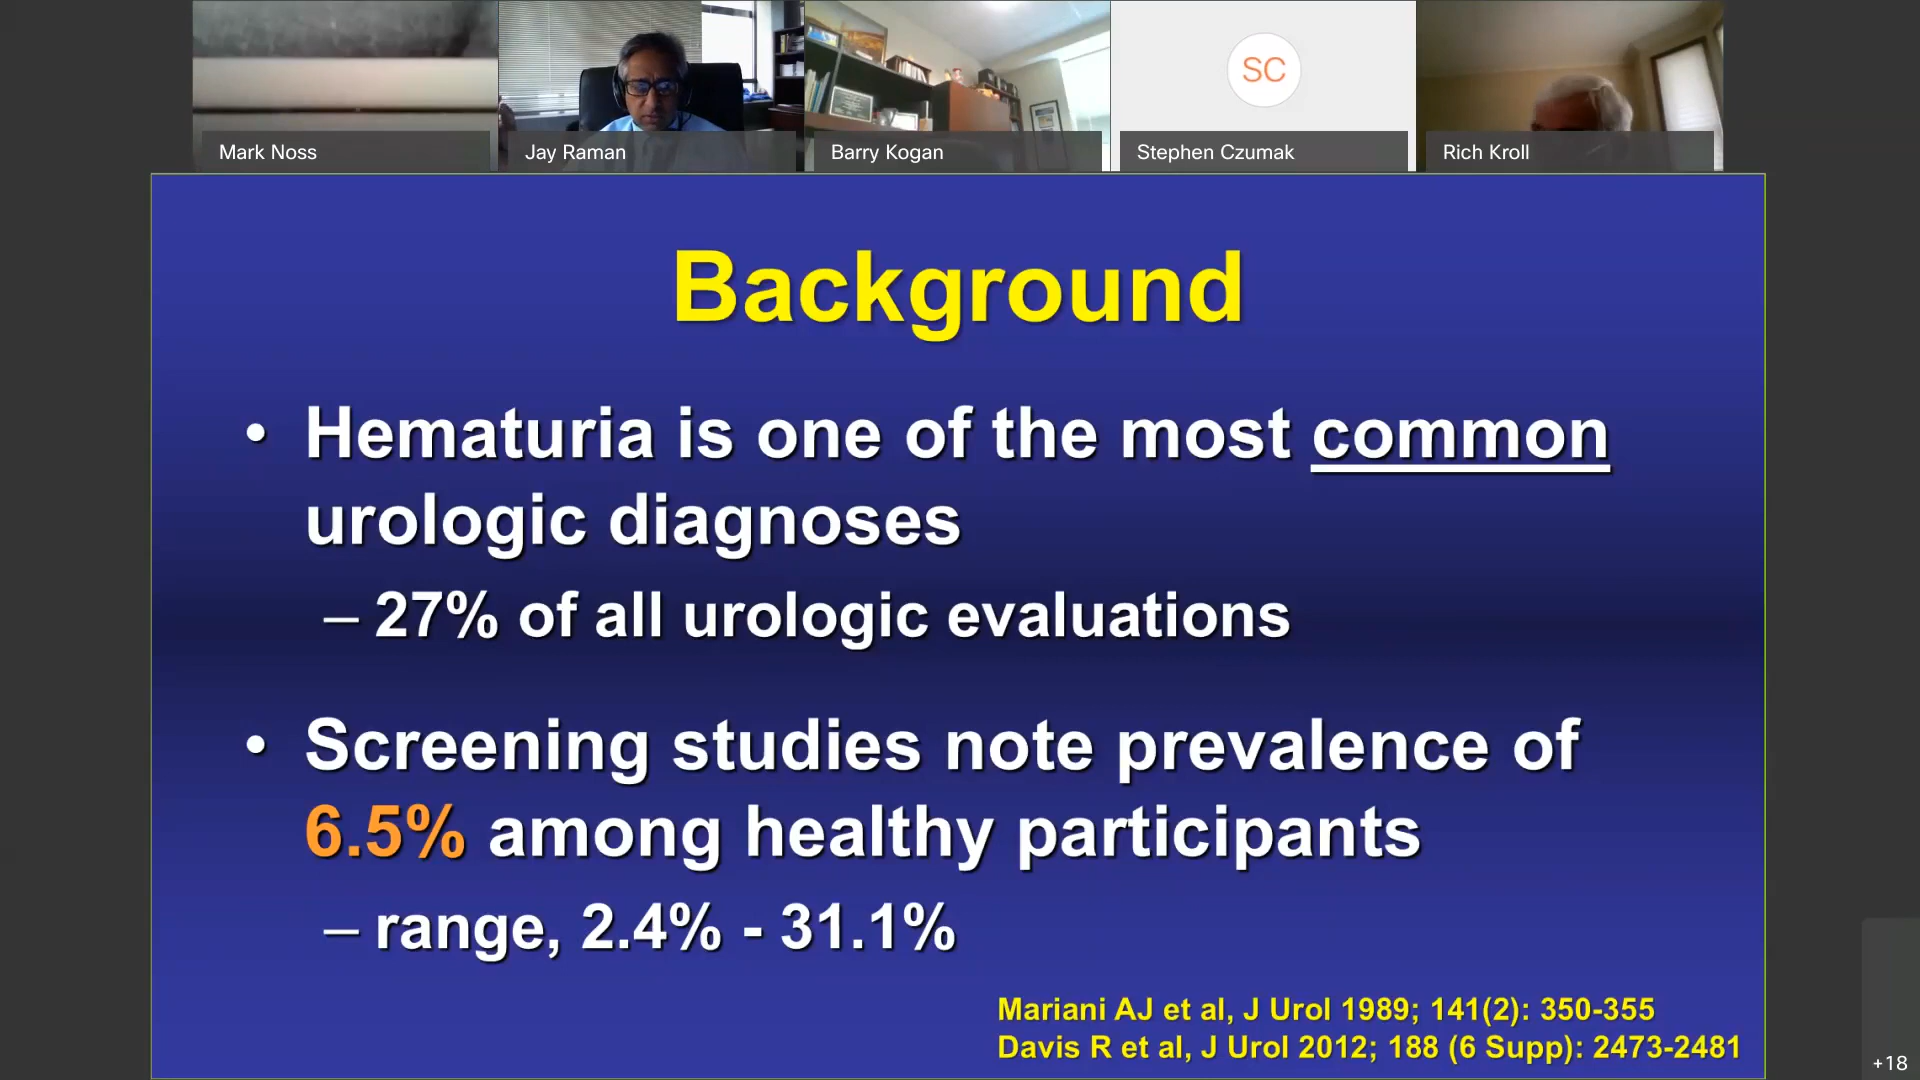 Mark Noss
Jay Raman
Barry Kogan
SC
Stephen Czumak
Rich Kroll
Background
• Hematuria is one of the most common
urologic diagnoses
– 27% of all urologic evaluations
• Screening studies note prevalence of
6.5% among healthy participants
– range, 2.4% - 31.1%
Mariani AJ et al, J Urol 1989; 141(2): 350-355
Davis R et al, J Urol 2012; 188 (6 Supp): 2473-2481
+18